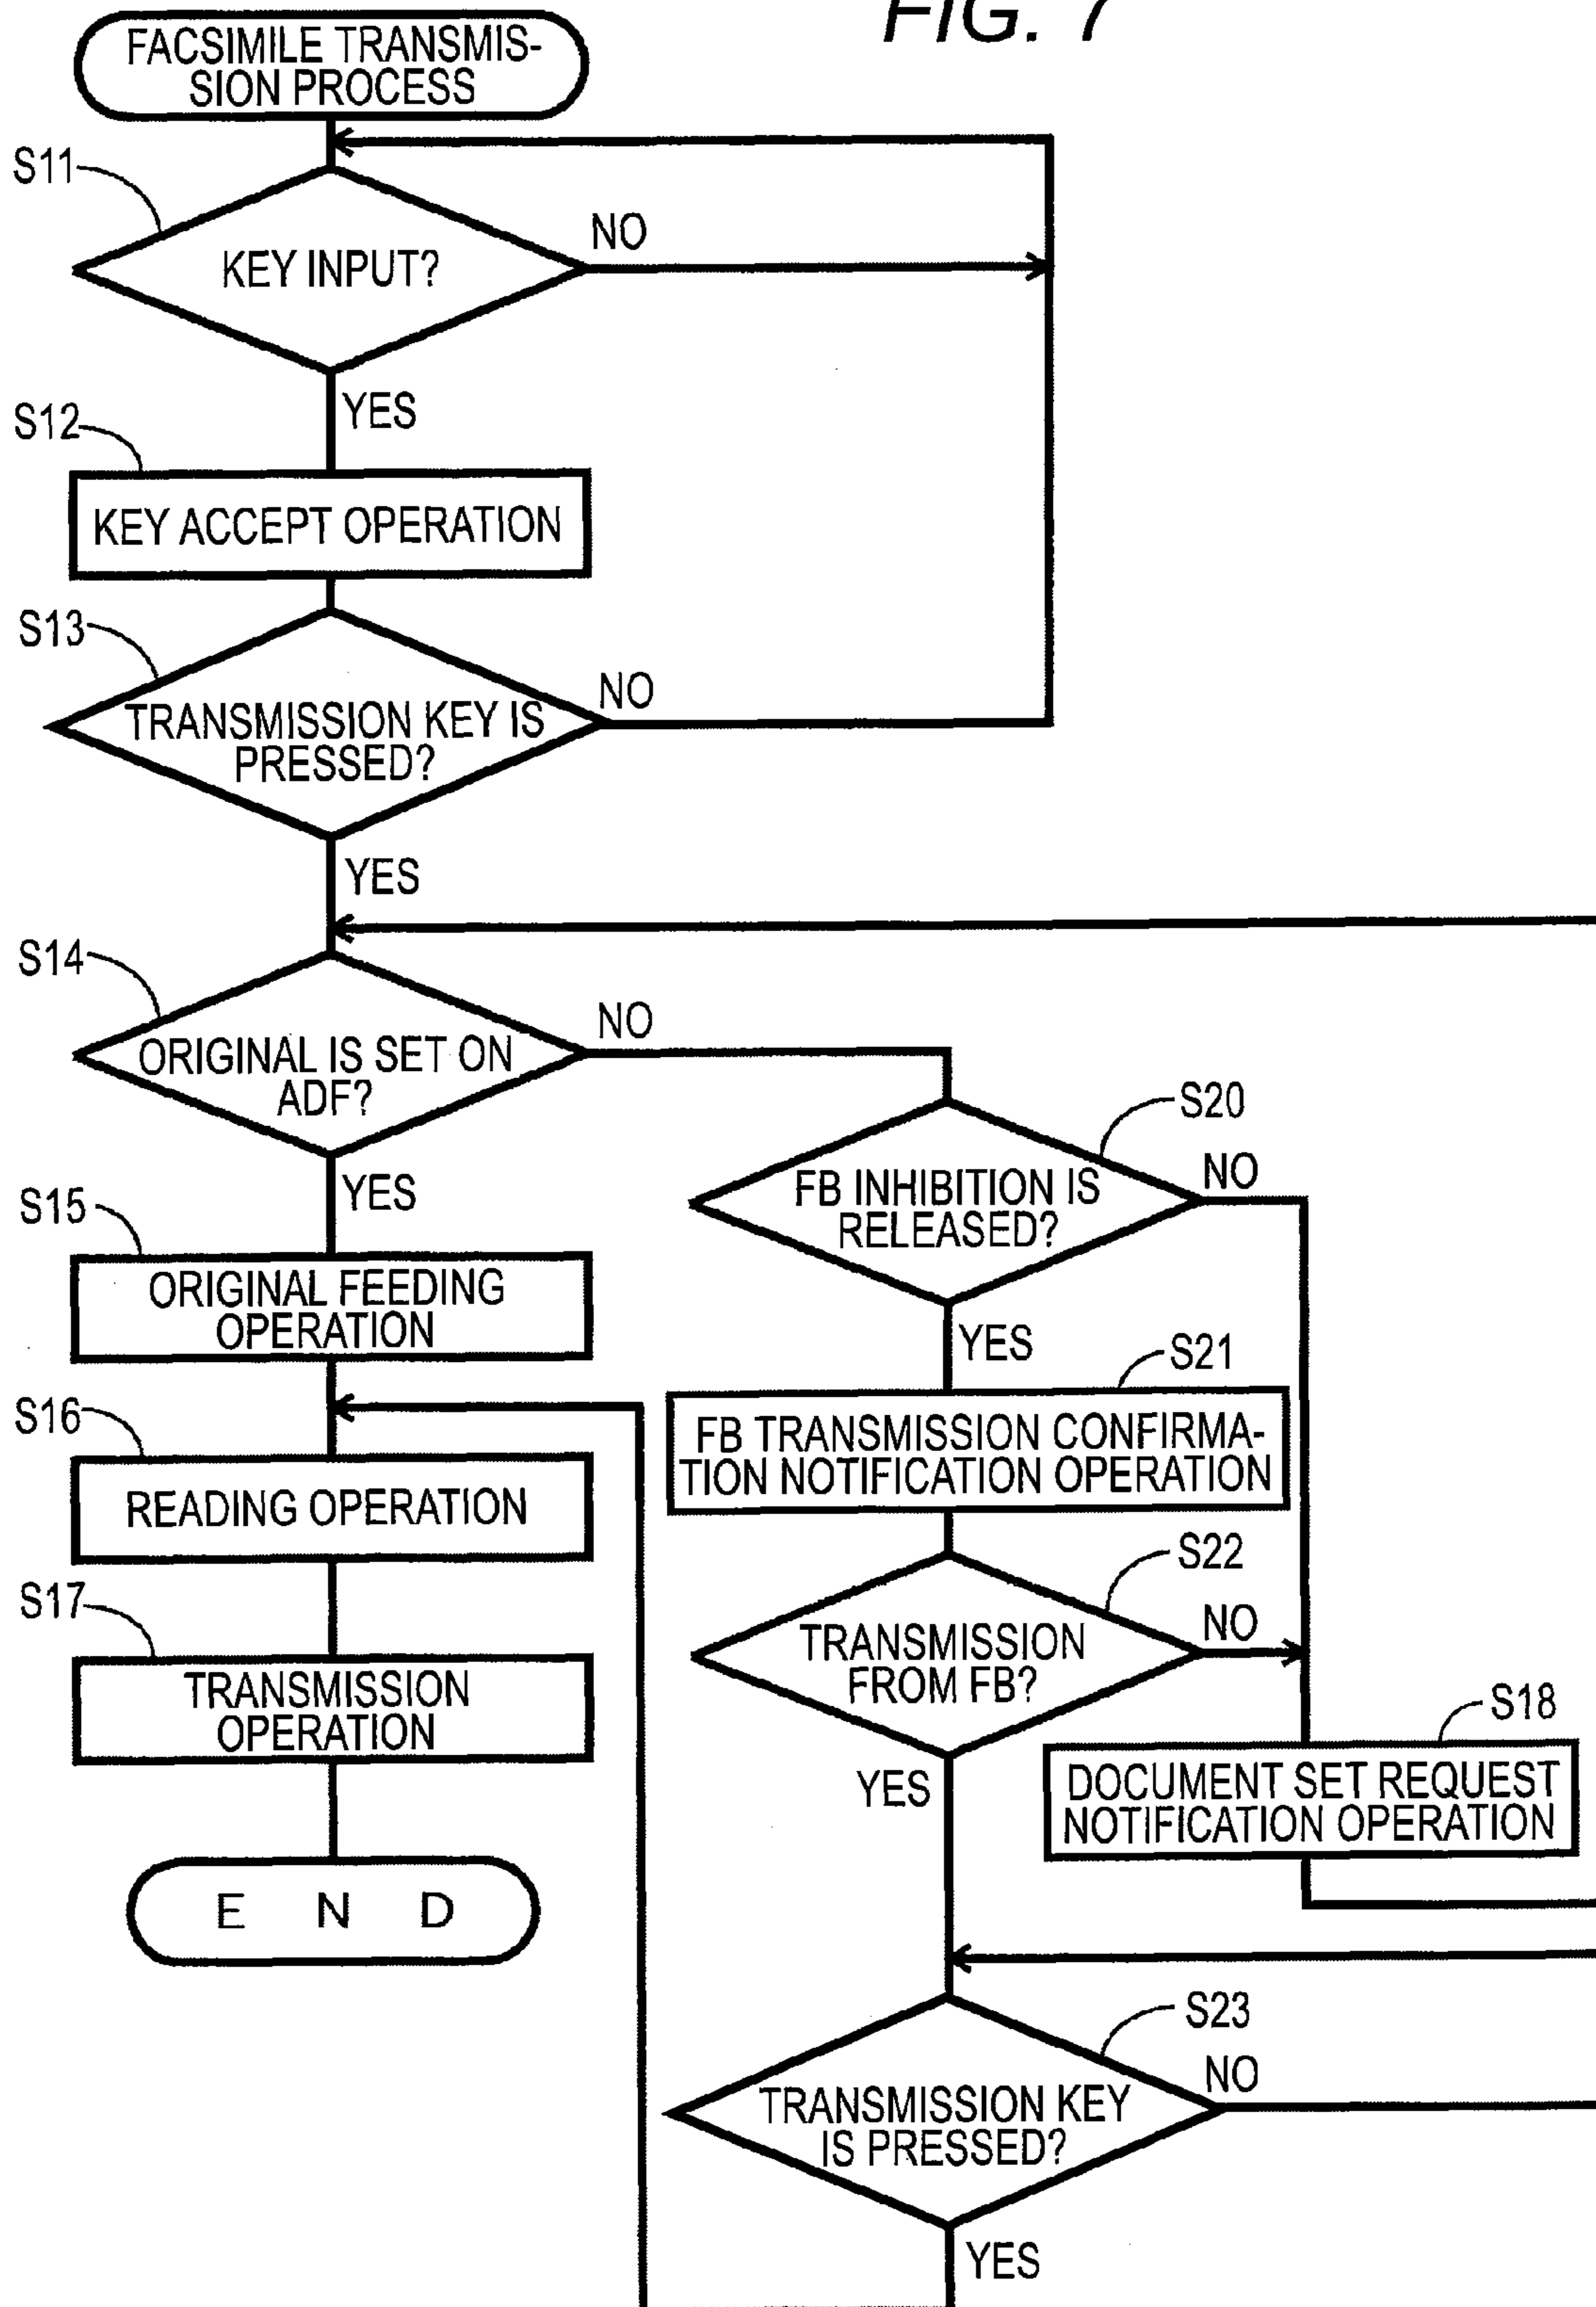 FIG. 7
FACSIMILE TRANSMIS-
SION PROCESS
S11
KEY INPUT?
NO
YES
S12
KEY ACCEPT OPERATION
S13
TRANSMISSION KEY IS
PRESSED?
NO
YES
S14
ORIGINAL IS SET ON
ADF?
NO
YES
S15
ORIGINAL FEEDING
OPERATION
S16
READING OPERATION
S17
TRANSMISSION
OPERATION
E N D
S20
FB INHIBITION IS
RELEASED?
NO
YES
S21
FB TRANSMISSION CONFIRMA-
TION NOTIFICATION OPERATION
S22
TRANSMISSION
FROM FB?
NO
YES
S18
DOCUMENT SET REQUEST
NOTIFICATION OPERATION
S23
TRANSMISSION KEY
IS PRESSED?
NO
YES